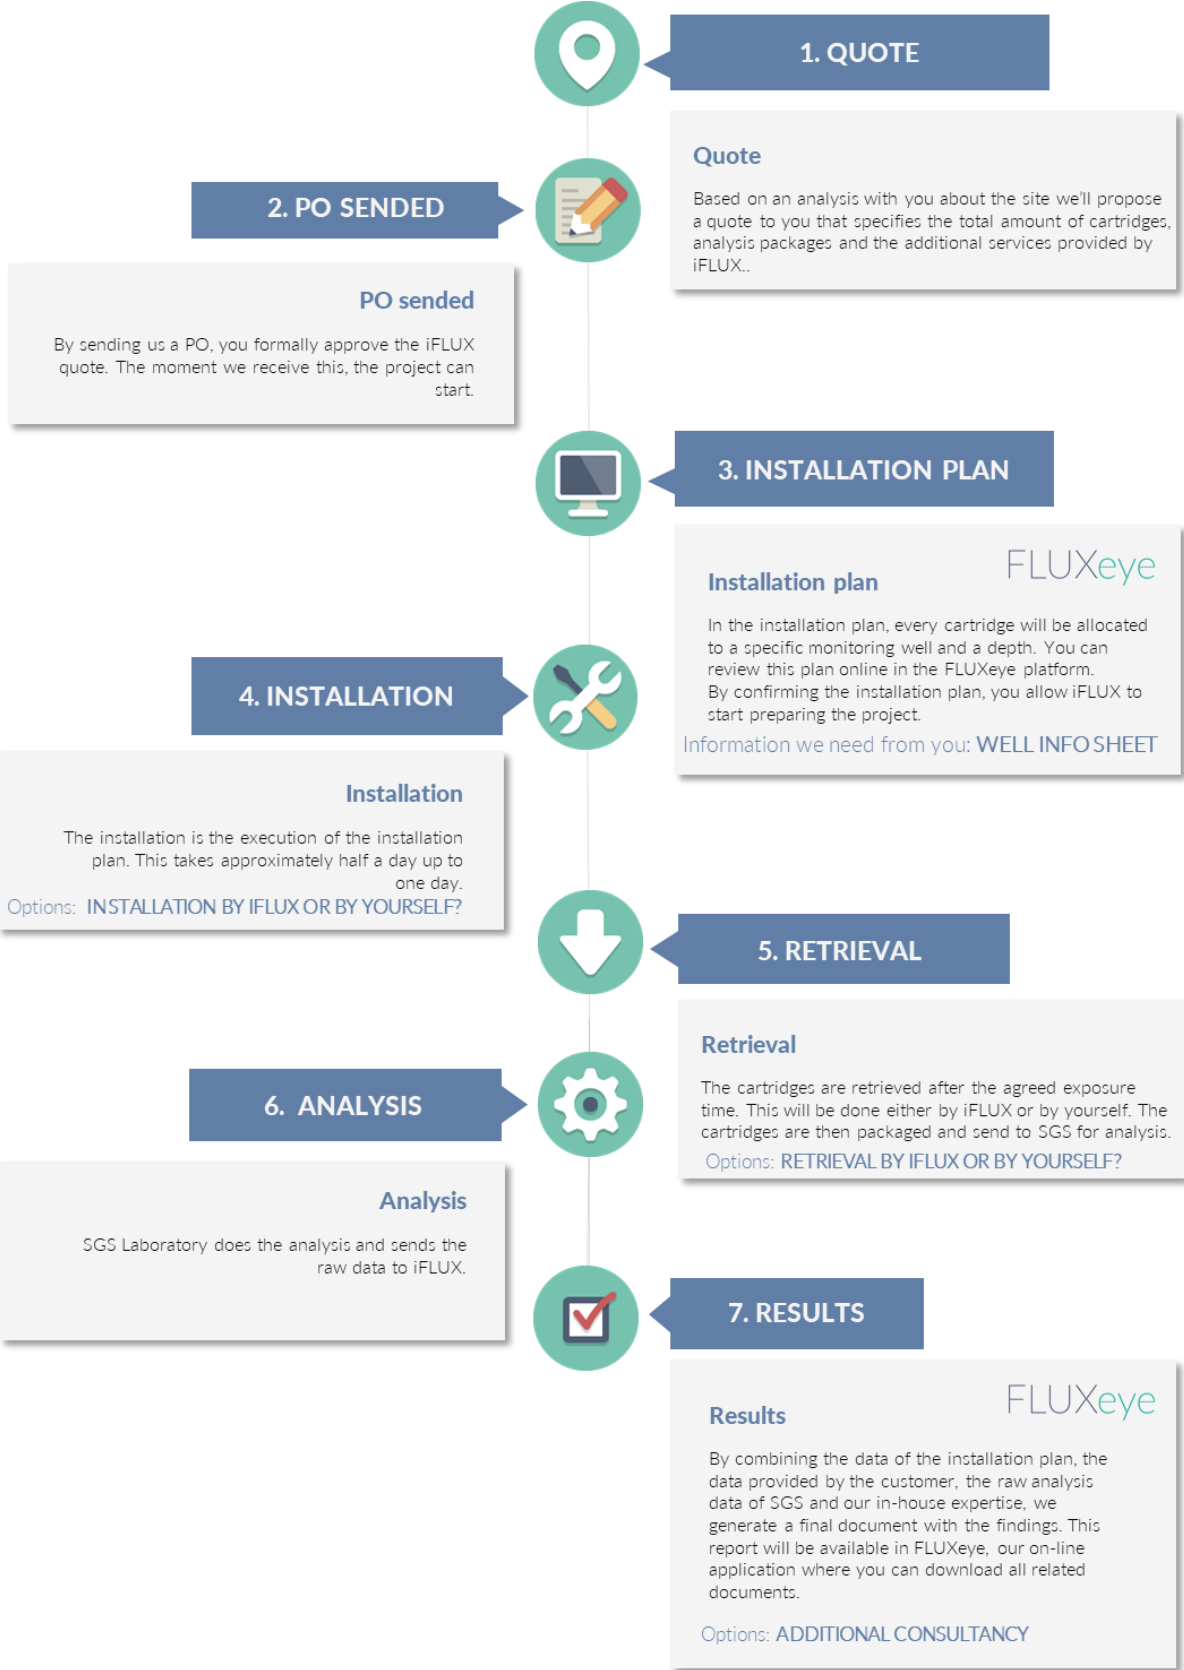 1. QUOTE
Quote
Based on an analysis with you about the site we'll propose
a quote to you that specifies the total amount of cartridges,
analysis packages and the additional services provided by
iFLUX..
2. PO SENDED
PO sended
By sending us a PO, you formally approve the iFLUX
quote. The moment we receive this, the project can
start.
3. INSTALLATION PLAN
FLUXeye
Installation plan
In the installation plan, every cartridge will be allocated
to a specific monitoring well and a depth. You can
review this plan online in the FLUXeye platform.
By confirming the installation plan, you allow iFLUX to
start preparing the project.
Information we need from you: WELL INFO SHEET
4. INSTALLATION
Installation
The installation is the execution of the installation
plan. This takes approximately half a day up to
one day.
Options: INSTALLATION BY IFLUX OR BY YOURSELF?
5. RETRIEVAL
Retrieval
The cartridges are retrieved after the agreed exposure
time. This will be done either by iFLUX or by yourself. The
cartridges are then packaged and send to SGS for analysis.
Options: RETRIEVAL BY IFLUX OR BY YOURSELF?
6. ANALYSIS
Analysis
SGS Laboratory does the analysis and sends the
raw data to iFLUX.
7. RESULTS
FLUXeye
Results
By combining the data of the installation plan, the
data provided by the customer, the raw analysis
data of SGS and our in-house expertise, we
generate a final document with the findings. This
report will be available in FLUXeye, our on-line
application where you can download all related
documents.
Options: ADDITIONAL CONSULTANCY